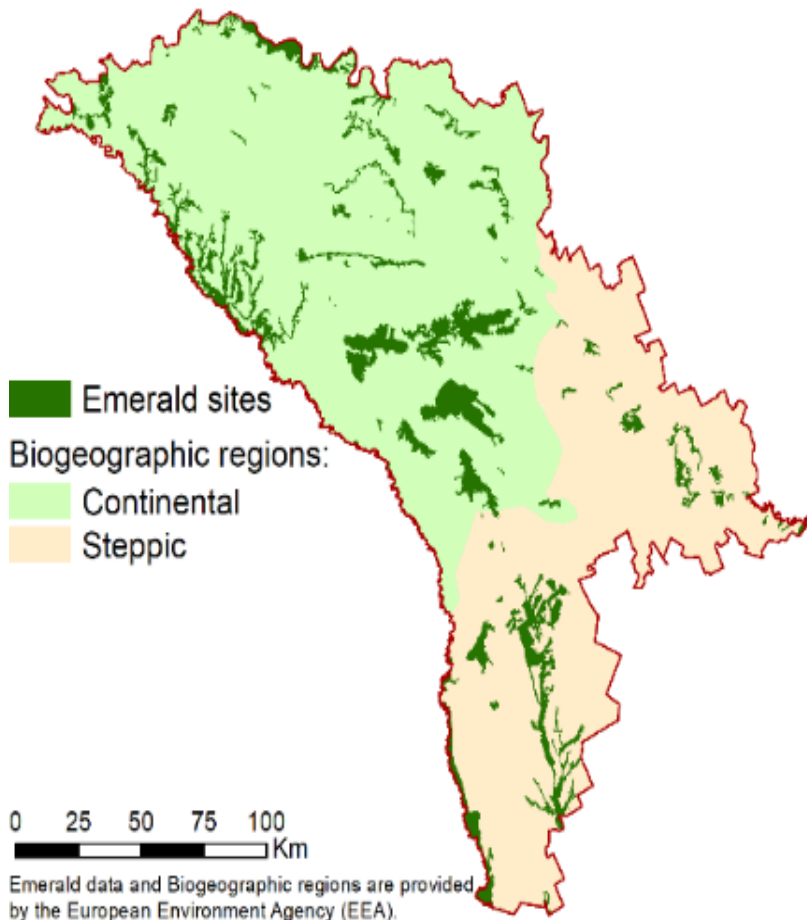 Emerald sites
Biogeographic regions:
Continental
Steppic
0 25 50 75 100
Km
Emerald data and Biogeographic regions are provided
by the European Environment Agency (EEA).